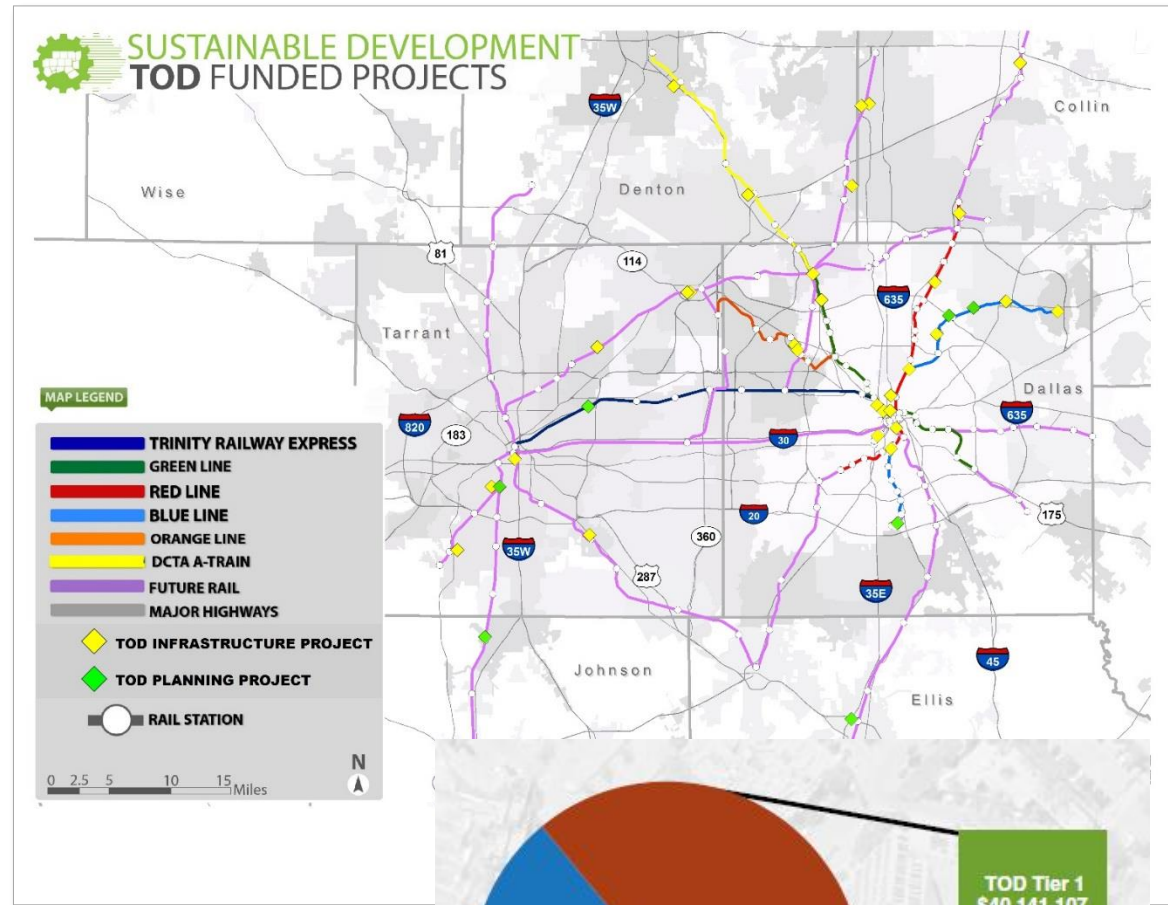 SUSTAINABLE DEVELOPMENT
TOD FUNDED PROJECTS
35W
Collin
Wise
Denton
81
114
635
Tarrant
MAP LEGEND
Dallas
820
183
30
635
TRINITY RAILWAY EXPRESS
GREEN LINE
RED LINE
BLUE LINE
ORANGE LINE
DCTA A-TRAIN
FUTURE RAIL
MAJOR HIGHWAYS
20
175
360
35W
287
35E
TOD INFRASTRUCTURE PROJECT
TOD PLANNING PROJECT
RAIL STATION
Johnson
45
Ellis
N
0 2.5 5 10 15 Miles
TOD Tier 1
$40,141,107